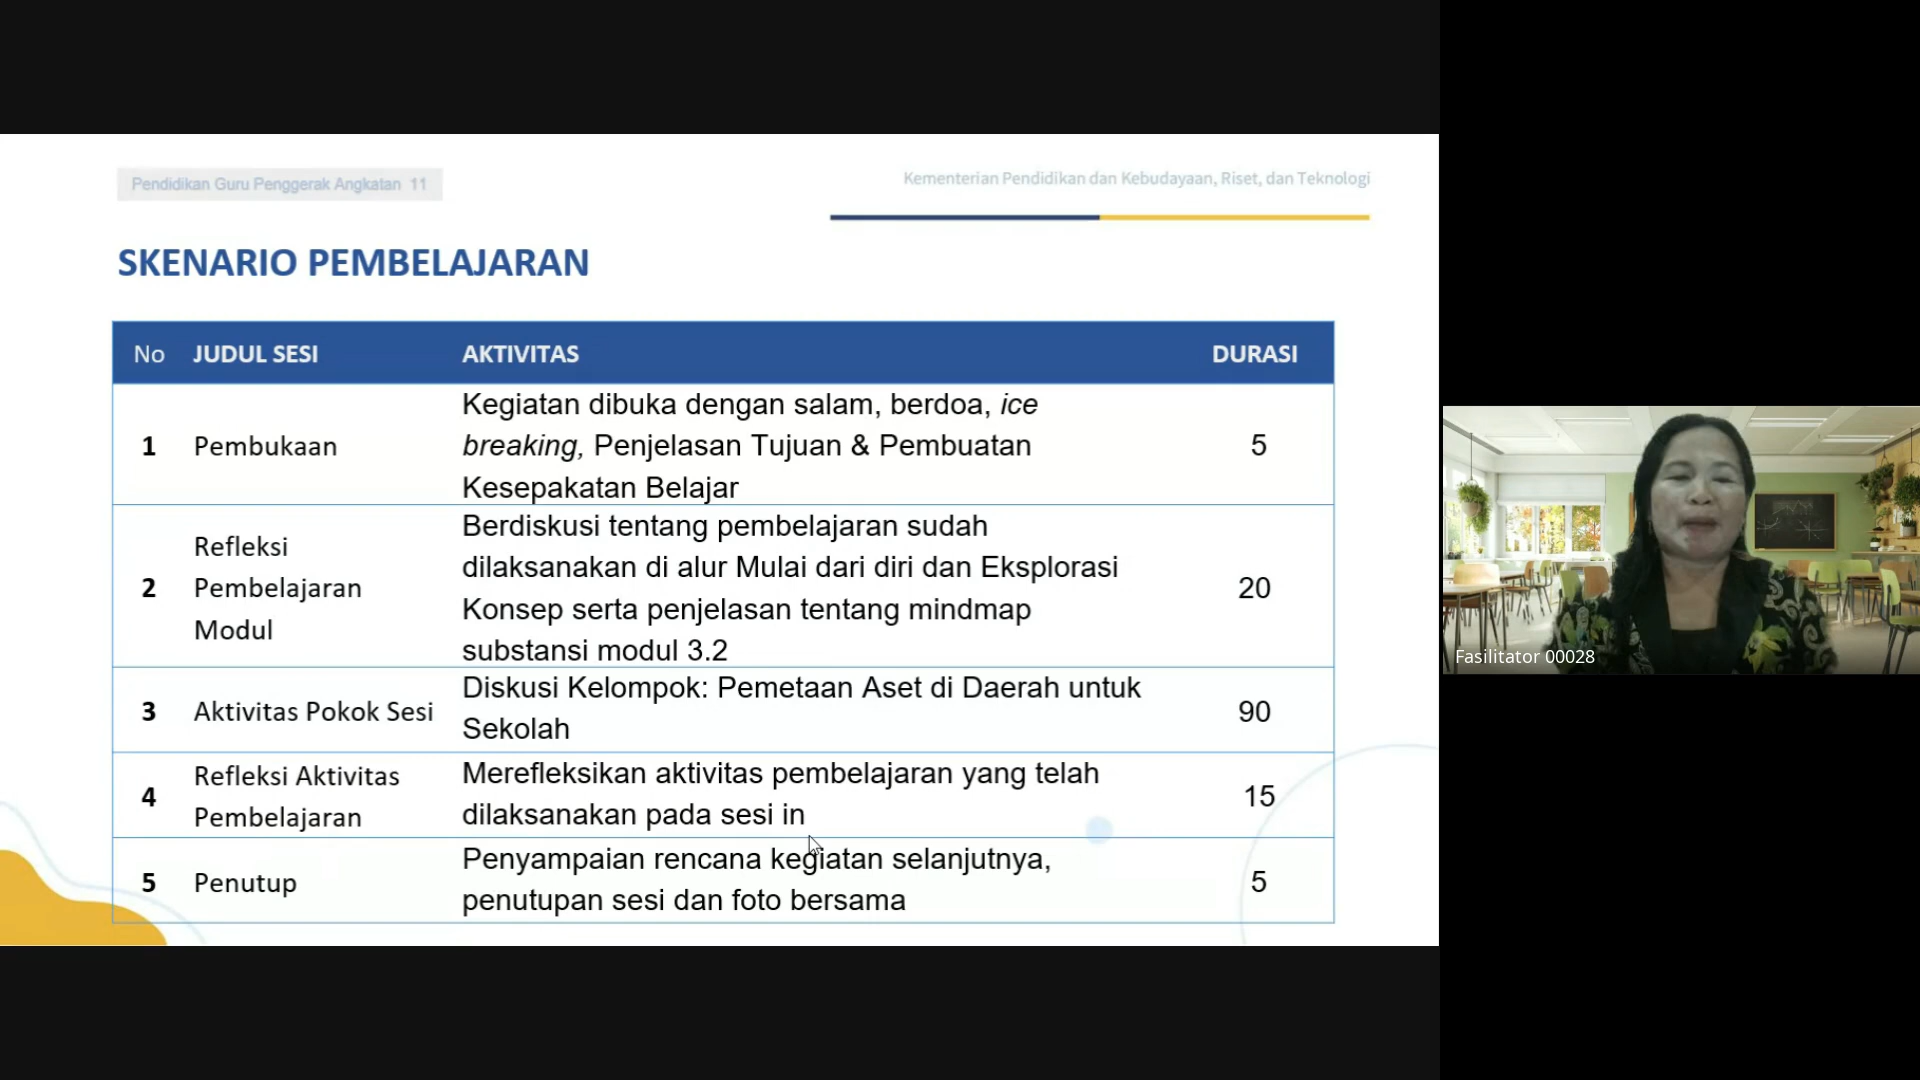 Pendidikan Guru Penggerak Angkatan 11
Kementerian Pendidikan dan Kebudayaan, Riset, dan Teknologi
SKENARIO PEMBELAJARAN
No JUDUL SESI AKTIVITAS DURASI
1 Pembukaan
Kegiatan dibuka dengan salam, berdoa, ice
breaking, Penjelasan Tujuan & Pembuatan
Kesepakatan Belajar
5
2
Refleksi
Pembelajaran
Modul
Berdiskusi tentang pembelajaran sudah
dilaksanakan di alur Mulai dari diri dan Eksplorasi
Konsep serta penjelasan tentang mindmap
substansi modul 3.2
20
3 Aktivitas Pokok Sesi
Diskusi Kelompok: Pemetaan Aset di Daerah untuk
Sekolah
90
4
Refleksi Aktivitas
Pembelajaran
Merefleksikan aktivitas pembelajaran yang telah
dilaksanakan pada sesi in
15
5 Penutup
Penyampaian rencana kegiatan selanjutnya,
penutupan sesi dan foto bersama
5
Fasilitator 00028